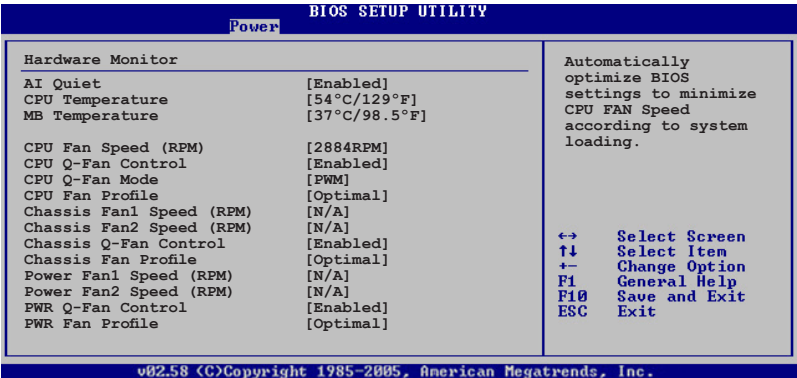 BIOS SETUP UTILITY
Power
Hardware Monitor
AI Quiet [Enabled]
CPU Temperature [54°C/129°F]
MB Temperature [37°C/98.5°F]
CPU Fan Speed (RPM) [2884RPM]
CPU Q-Fan Control [Enabled]
CPU Q-Fan Mode [PWM]
CPU Fan Profile [Optimal]
Chassis Fan1 Speed (RPM) [N/A]
Chassis Fan2 Speed (RPM) [N/A]
Chassis Q-Fan Control [Enabled]
Chassis Fan Profile [Optimal]
Power Fan1 Speed (RPM) [N/A]
Power Fan2 Speed (RPM) [N/A]
PWR Q-Fan Control [Enabled]
PWR Fan Profile [Optimal]
Automatically
optimize BIOS
settings to minimize
CPU FAN Speed
according to system
loading.
←→ Select Screen
↑↓ Select Item
+- Change Option
F1 General Help
F10 Save and Exit
ESC Exit
v02.58 (C)Copyright 1985-2005, American Megatrends, Inc.